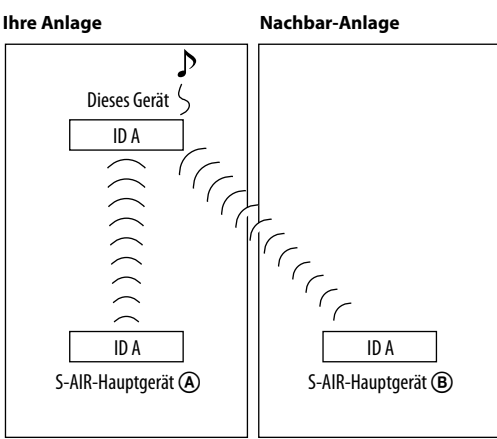 Ihre Anlage
Nachbar-Anlage
Dieses Gerät
ID A
ID A
S-AIR-Hauptgerät Ⓐ
ID A
S-AIR-Hauptgerät Ⓑ